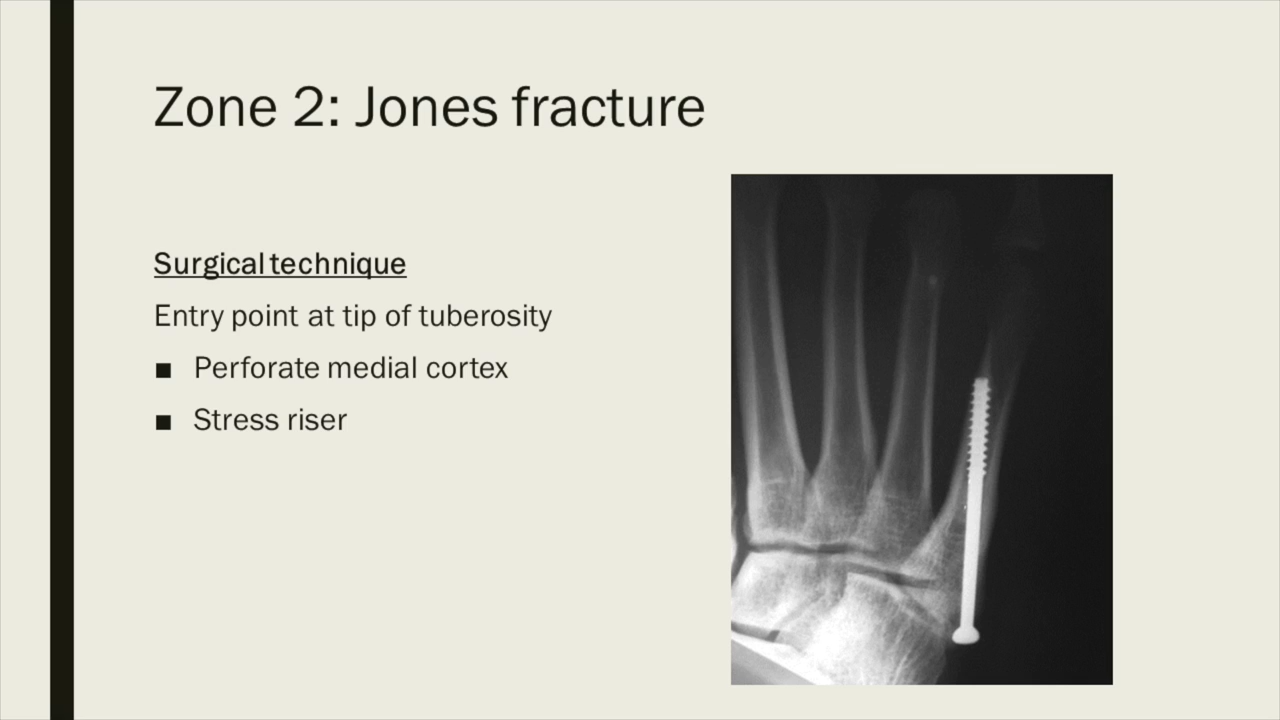 Zone 2: Jones fracture
Surgical technique
Entry point at tip of tuberosity
■ Perforate medial cortex
■ Stress riser